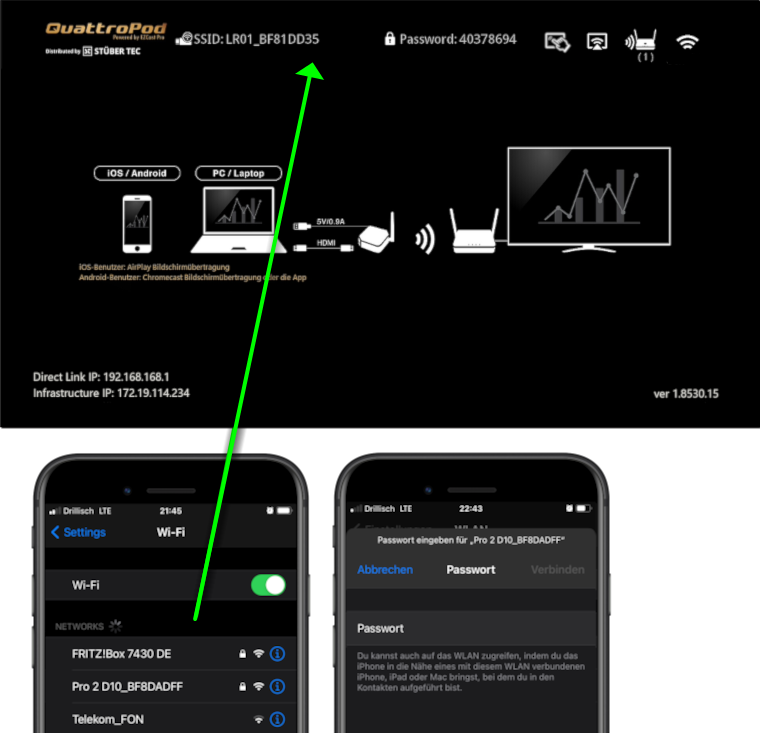 QuattroPod
Powered by EZCast Pro
Distributed by STÜBER TEC
SSID: LR01_BF81DD35
Password: 40378694
(1)
iOS / Android
PC / Laptop
5V/0.9A
HDMI
iOS-Benutzer: AirPlay Bildschirmübertragung
Android-Benutzer: Chromecast Bildschirmübertragung oder die App
Direct Link IP: 192.168.168.1
Infrastructure IP: 172.19.114.234
ver 1.8530.15
Drillisch LTE
21:45
Settings
Wi-Fi
Wi-Fi
NETWORKS
FRITZ!Box 7430 DE
Pro 2 D10_BF8DADFF
Telekom_FON
Drillisch LTE
22:43
Passwort eingeben für „Pro 2 D10_BF8DADFF“
Abbrechen
Passwort
Verbinden
Passwort
Du kannst auch auf das WLAN zugreifen, indem du das
iPhone in die Nähe eines mit diesem WLAN verbundenen
iPhone, iPad oder Mac bringst, bei dem du in den
Kontakten aufgeführt bist.